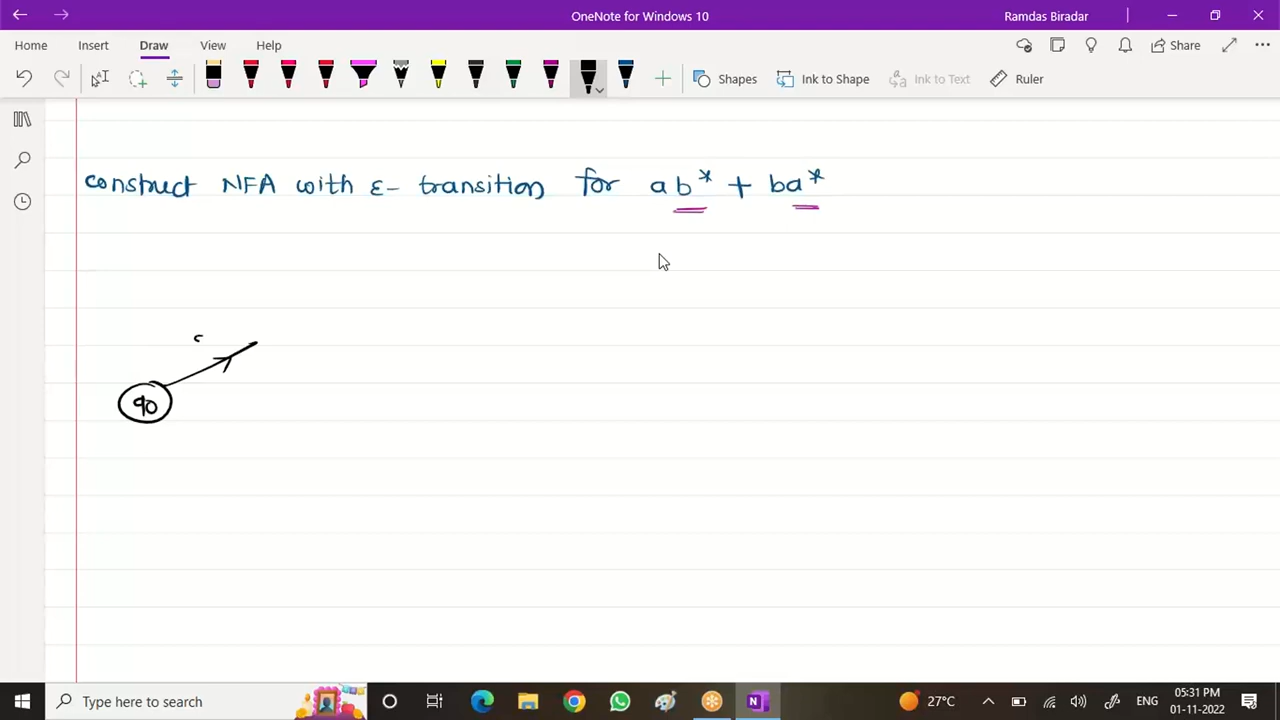 OneNote for Windows 10
Ramdas Biradar
Home Insert Draw View Help
Share
Shapes Ink to Shape Ink to Text Ruler
construct NFA with ε- transition for ab* + ba*
q0
Type here to search
27°C
ENG
05:31 PM
01-11-2022